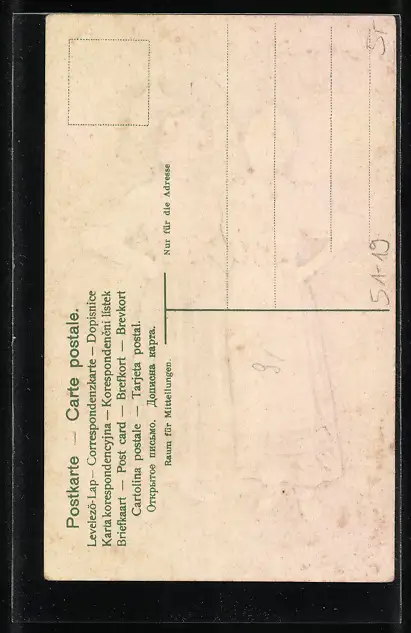 Postkarte — Carte postale.
Levelező-Lap — Correspondenzkarte — Dopisnice
Karta korespondencyjna — Korespondenční listek
Briefkaart — Post card — Brefkort — Brevkort
Cartolina postale — Tarjeta postal.
Открытое письмо. Дописна карта.
Raum für Mitteilungen.
Nur für die Adresse
51-19